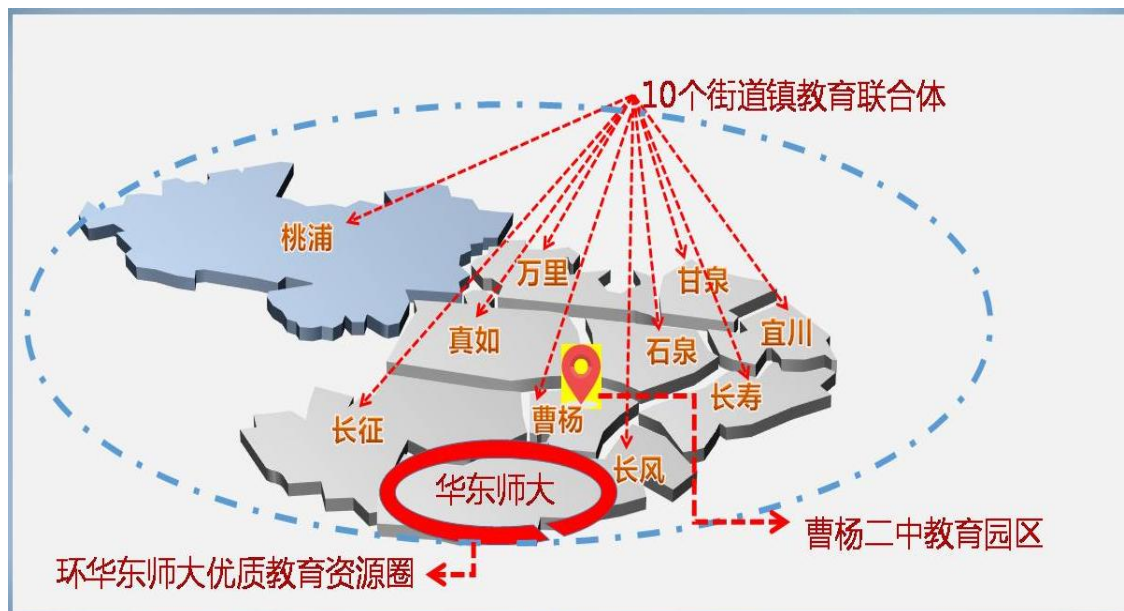 10个街道镇教育联合体
桃浦
万里
甘泉
真如
石泉
宜川
长寿
长征
曹杨
长风
华东师大
曹杨二中教育园区
环华东师大优质教育资源圈